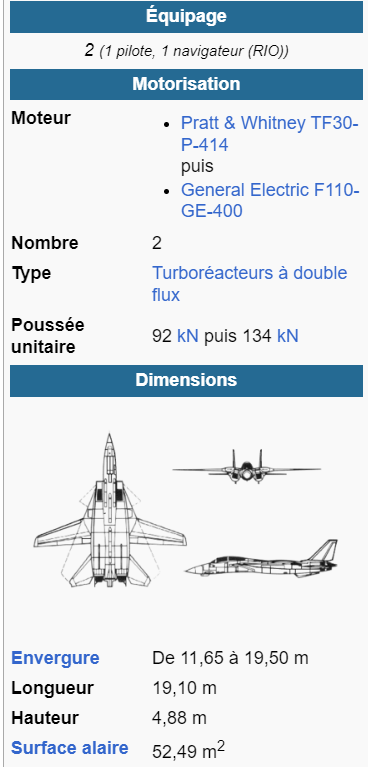 Équipage
2 (1 pilote, 1 navigateur (RIO))
Motorisation
Moteur
Pratt & Whitney TF30-
P-414
puis
General Electric F110-
GE-400
Nombre 2
Type Turboréacteurs à double
flux
Poussée
unitaire 92 kN puis 134 kN
Dimensions
Envergure De 11,65 à 19,50 m
Longueur 19,10 m
Hauteur 4,88 m
Surface alaire 52,49 m2